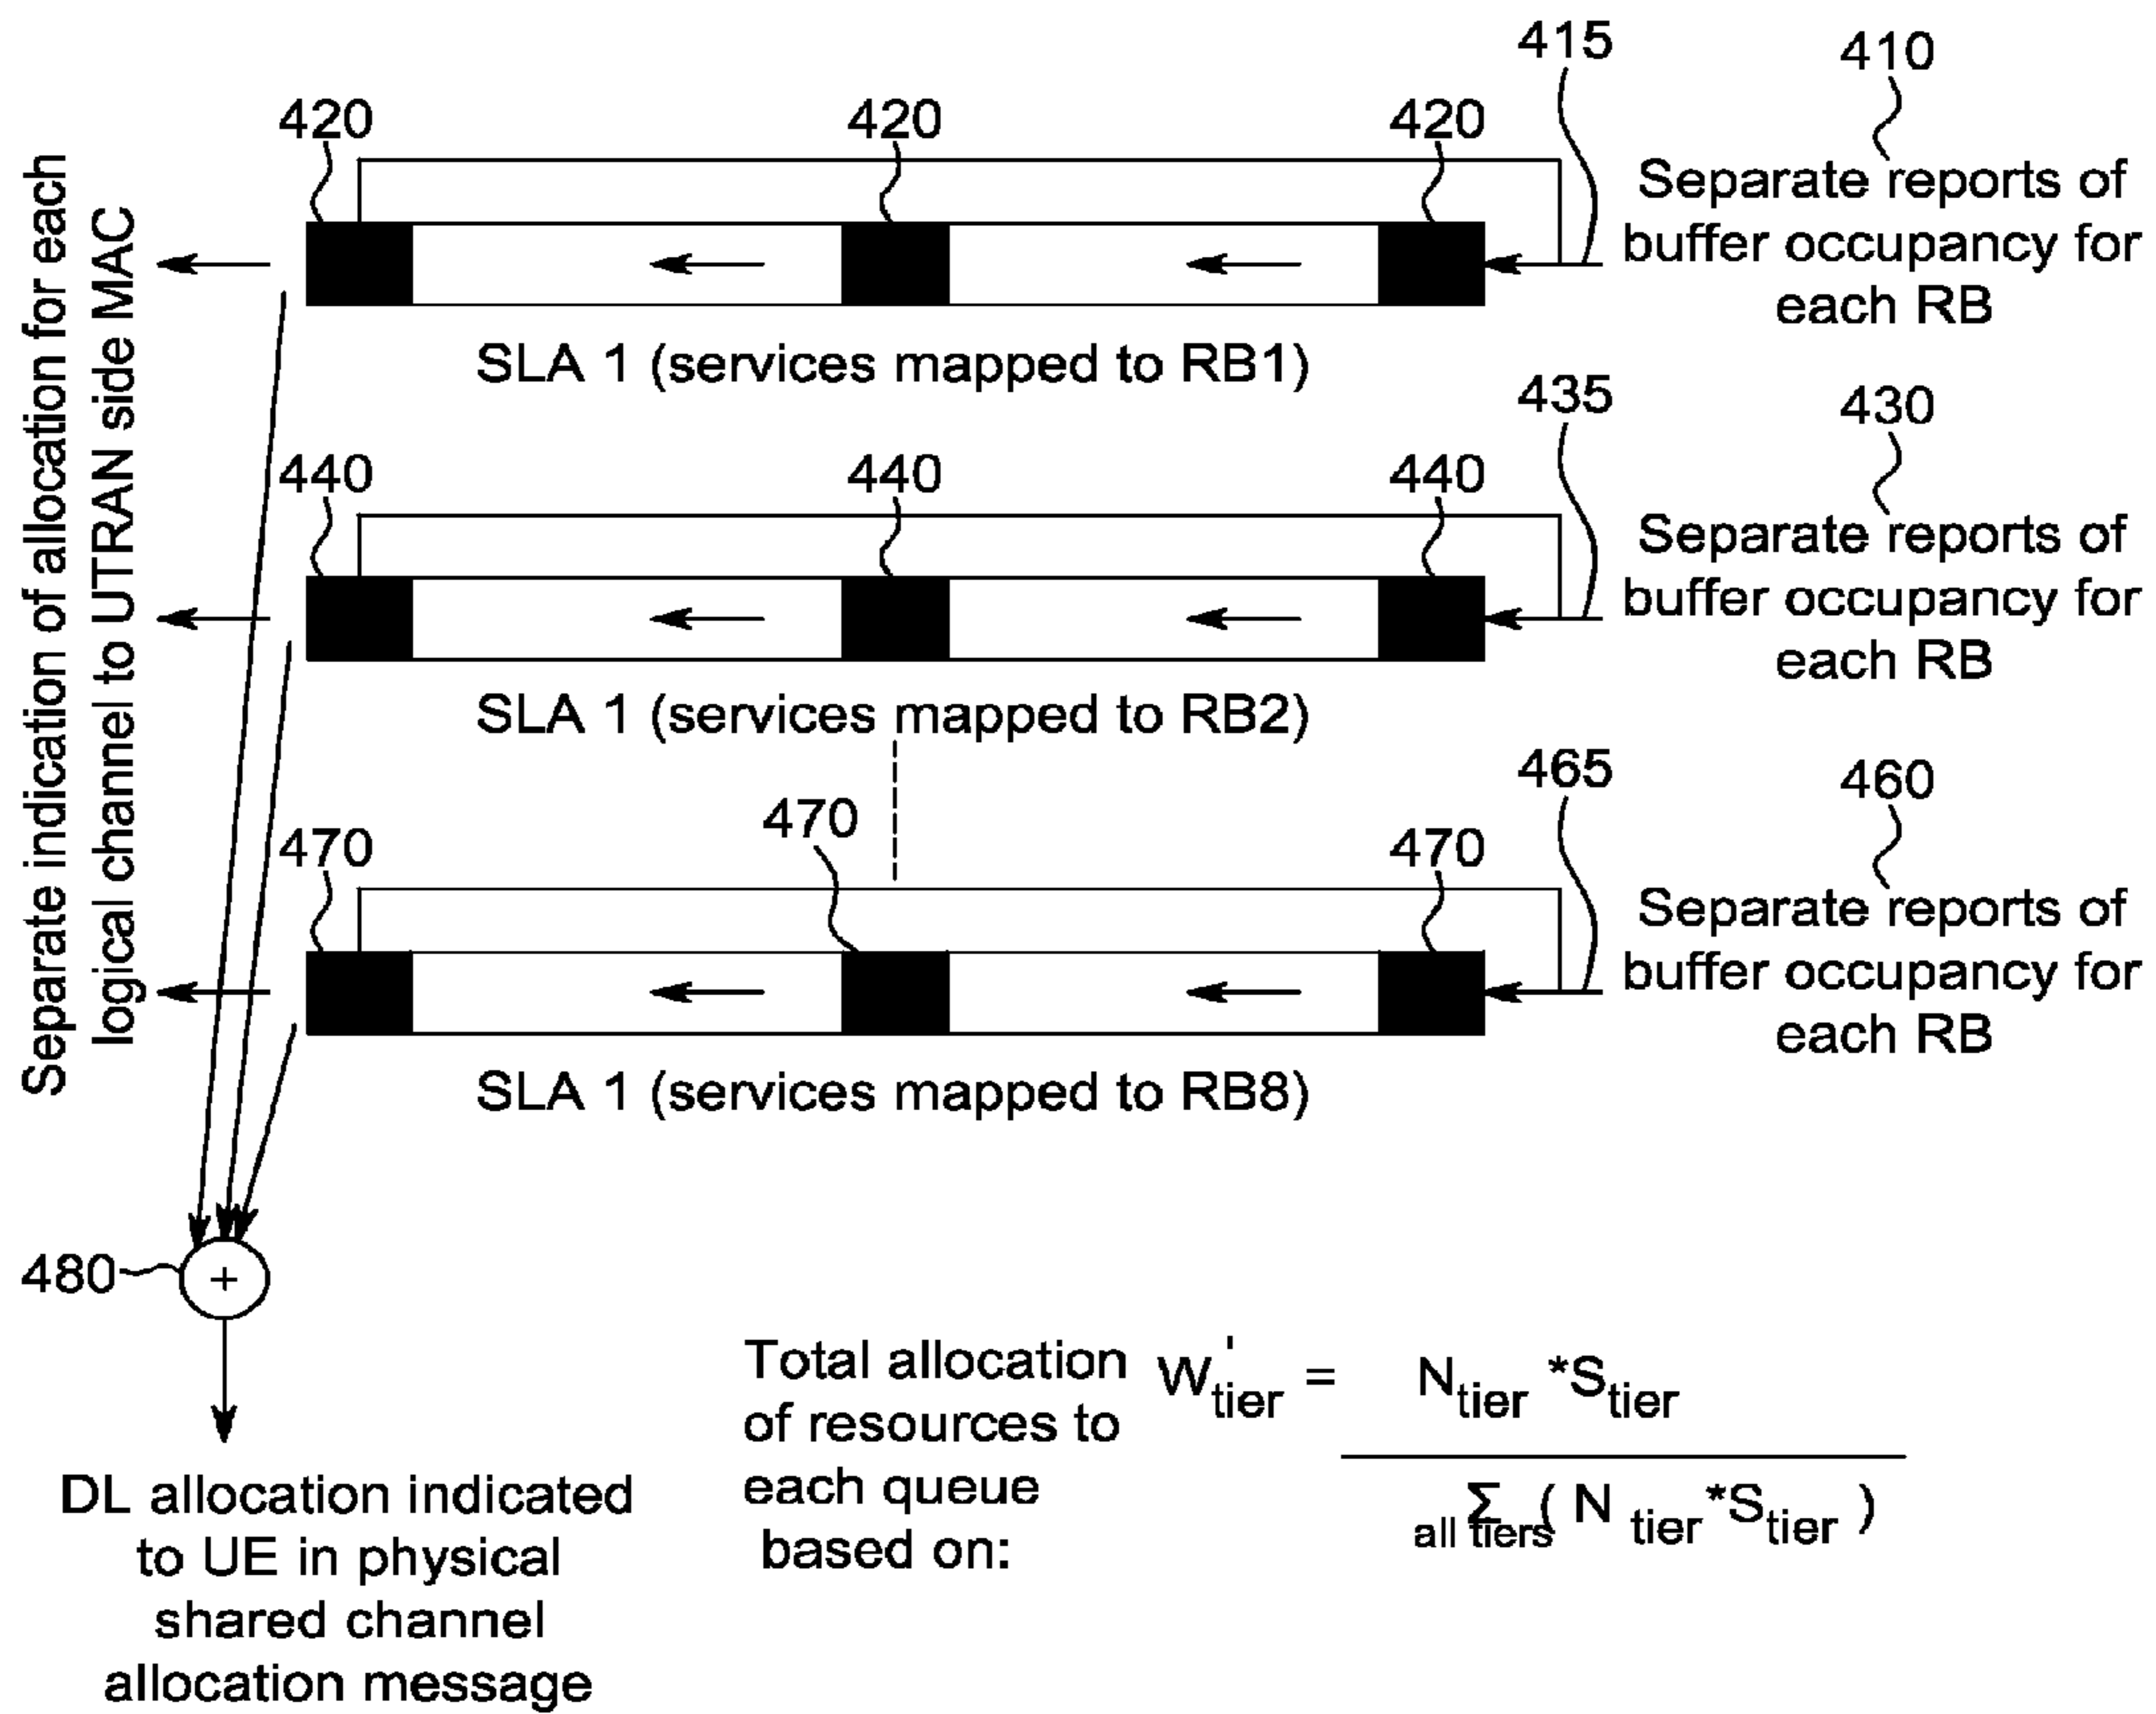 415
410
420
420
420
Separate reports of
buffer occupancy for
each RB
SLA 1 (services mapped to RB1)
435
430
440
440
440
Separate reports of
buffer occupancy for
each RB
SLA 1 (services mapped to RB2)
465
460
470
470
470
Separate reports of
buffer occupancy for
each RB
SLA 1 (services mapped to RB8)
Separate indication of allocation for each
logical channel to UTRAN side MAC
480
+
DL allocation indicated
to UE in physical
shared channel
allocation message
Total allocation
of resources to
each queue
based on:
W'tier = Ntier *Stier
Σ all tiers ( N tier *Stier )